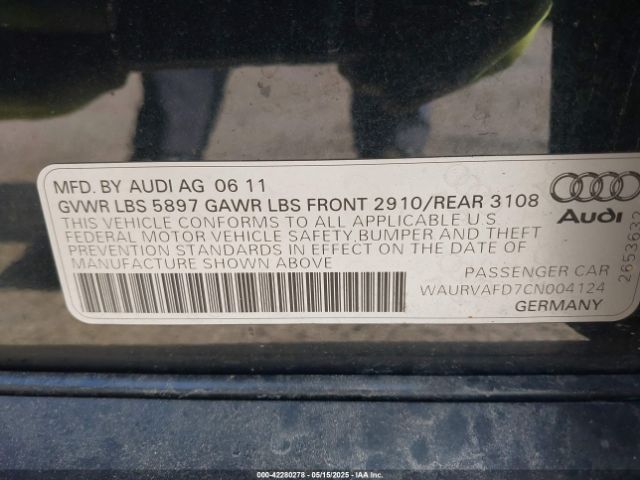 MFD. BY AUDI AG 06 11
GVWR LBS 5897 GAWR LBS FRONT 2910/REAR 3108
THIS VEHICLE CONFORMS TO ALL APPLICABLE U.S.
FEDERAL MOTOR VEHICLE SAFETY,BUMPER AND THEFT
PREVENTION STANDARDS IN EFFECT ON THE DATE OF
MANUFACTURE SHOWN ABOVE
Audi
PASSENGER CAR
WAURVAFD7CN004124
GERMANY
265363
000-42280278 - 05/15/2025 - IAA Inc.